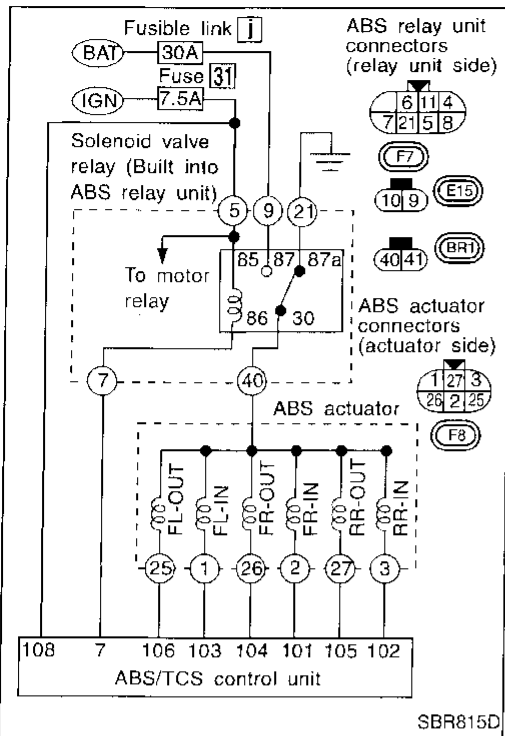 Fusible link j
BAT 30A
Fuse 31
IGN 7.5A
Solenoid valve
relay (Built into
ABS relay unit)
5 9 21
To motor
relay
85 87 87a
86 30
7 40
ABS actuator
FL-OUT FL-IN FR-OUT FR-IN RR-OUT RR-IN
25 1 26 2 27 3
108 7 106 103 104 101 105 102
ABS/TCS control unit
ABS relay unit
connectors
(relay unit side)
6 11 4
7 21 5 8
F7
10 9 E15
40 41 BR1
ABS actuator
connectors
(actuator side)
1 27 3
26 2 25
F8
SBR815D